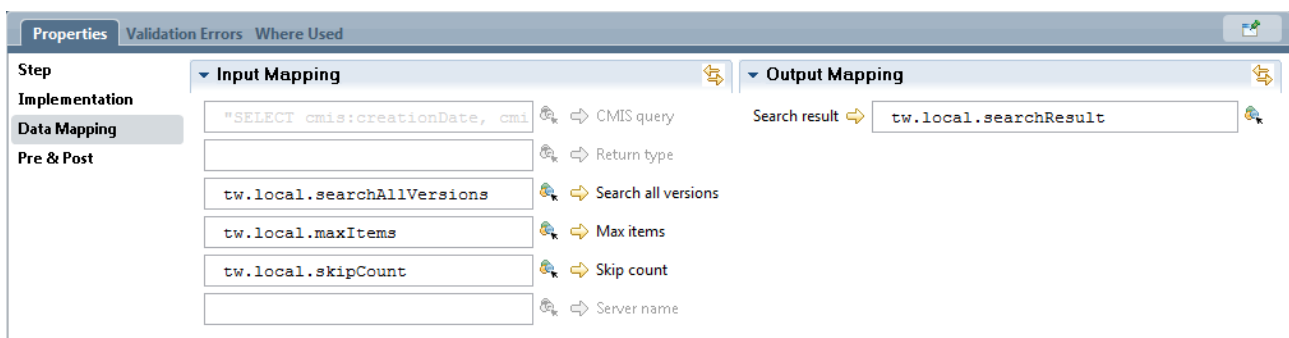 Properties Validation Errors Where Used
Step
Implementation
Data Mapping
Pre & Post
Input Mapping
"SELECT cmis:creationDate, cmi CMIS query
Return type
tw.local.searchAllVersions Search all versions
tw.local.maxItems Max items
tw.local.skipCount Skip count
Server name
Output Mapping
Search result tw.local.searchResult